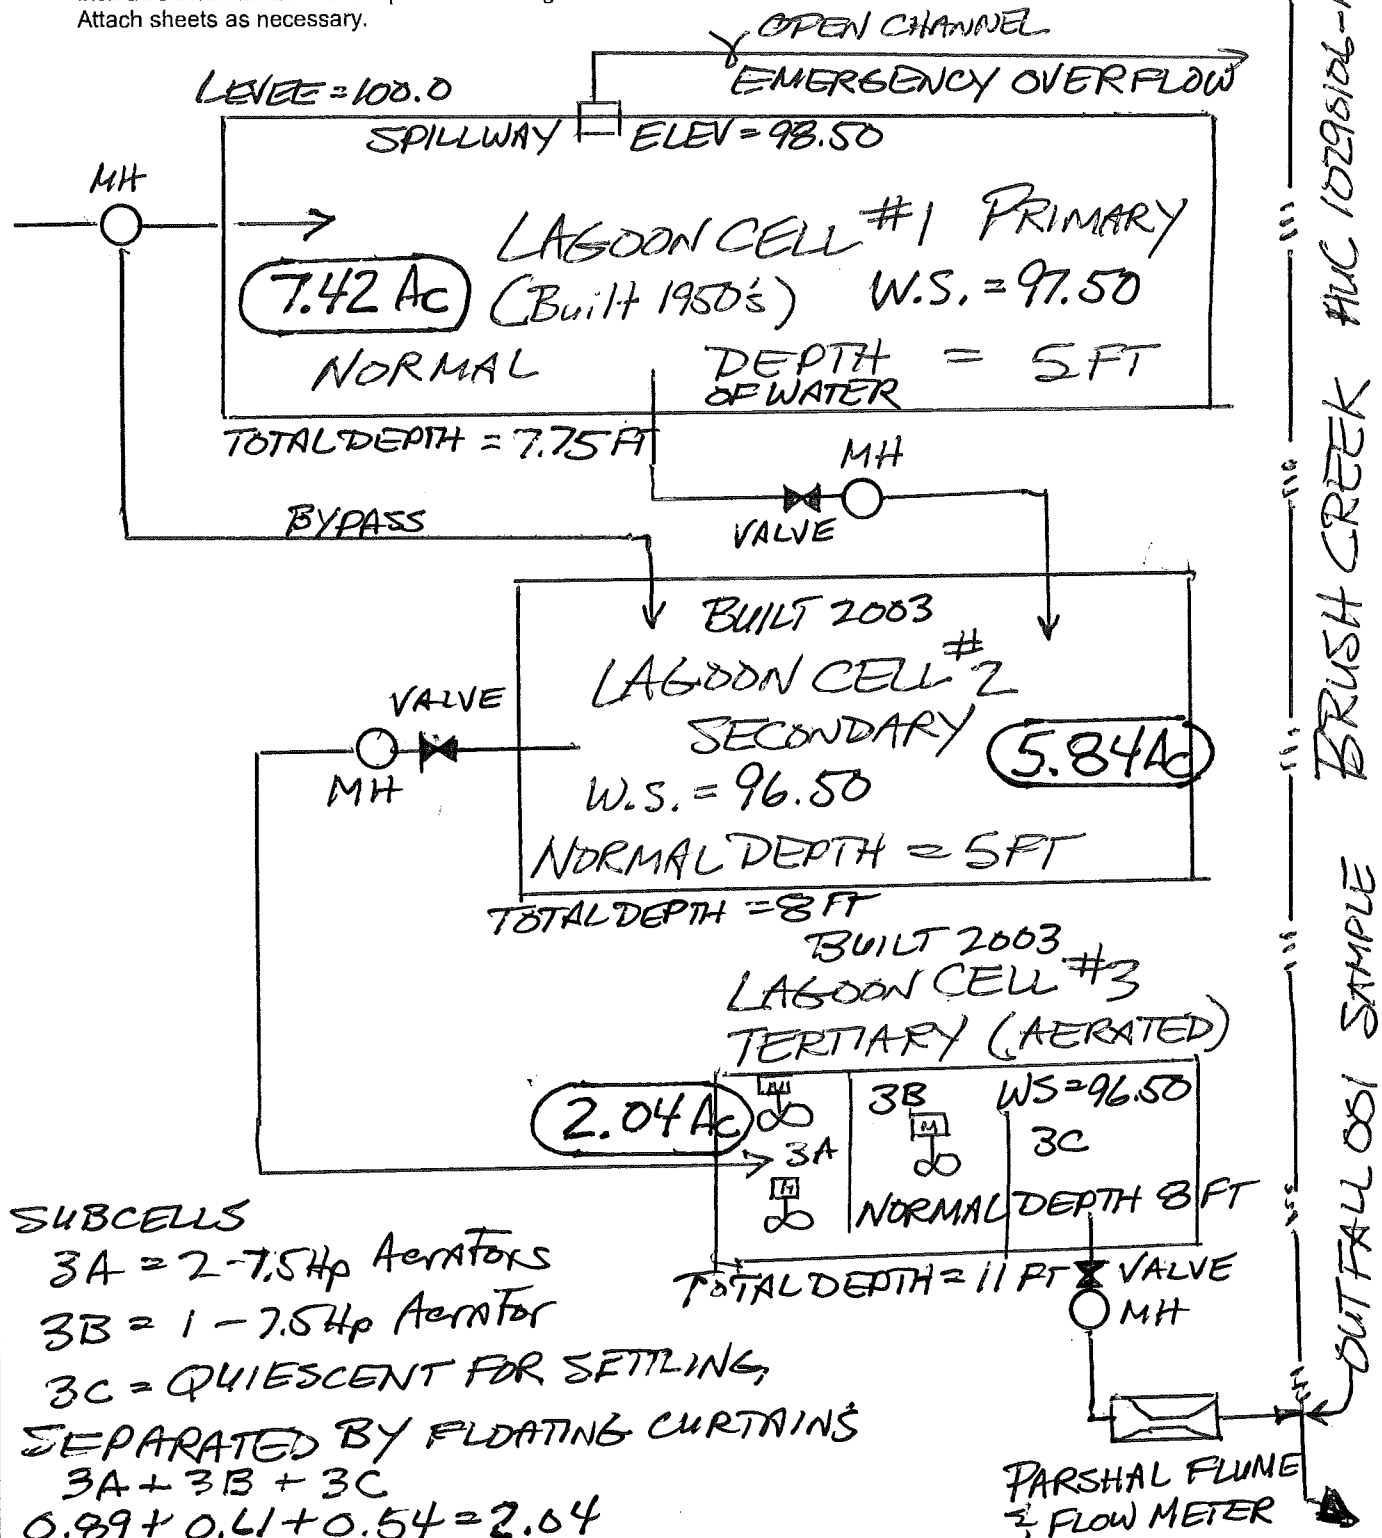 Attach sheets as necessary.
OPEN CHANNEL
EMERGENCY OVERFLOW
LEVEE = 100.0
SPILLWAY ELEV = 98.50
MH
LAGOON CELL #1 PRIMARY
7.42 Ac (Built 1950's) W.S. = 97.50
NORMAL DEPTH = 5 FT
OF WATER
TOTAL DEPTH = 7.75 FT
MH
VALVE
BYPASS
BUILT 2003
LAGOON CELL #2
SECONDARY
5.84 Ac
W.S. = 96.50
NORMAL DEPTH = 5 FT
TOTAL DEPTH = 8 FT
VALVE
MH
BUILT 2003
LAGOON CELL #3
TERTIARY (AERATED)
2.04 Ac
M
3A
M
3B
M
WS = 96.50
3C
NORMAL DEPTH 8 FT
TOTAL DEPTH = 11 FT
VALVE
MH
SUBCELLS
3A = 2-7.5Hp AerATors
3B = 1 - 7.5Hp AerATor
3C = QUIESCENT FOR SETTLING,
SEPARATED BY FLOATING CURTAINS
3A + 3B + 3C
0.89 + 0.61 + 0.54 = 2.04
PARSHAL FLUME
& FLOW METER
OUTFALL 001 SAMPLE BRUSH CREEK HUC